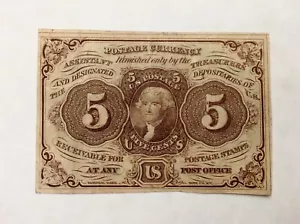 POSTAGE CURRENCY
Furnished only by the
ASSISTANT TREASURERS
AND DESIGNATED DEPOSITARIES OF
THE U.S.
5 U.S. POSTAGE 5
5 5
U FIVE CENTS S
RECEIVABLE FOR POSTAGE STAMPS
AT ANY US POST OFFICE